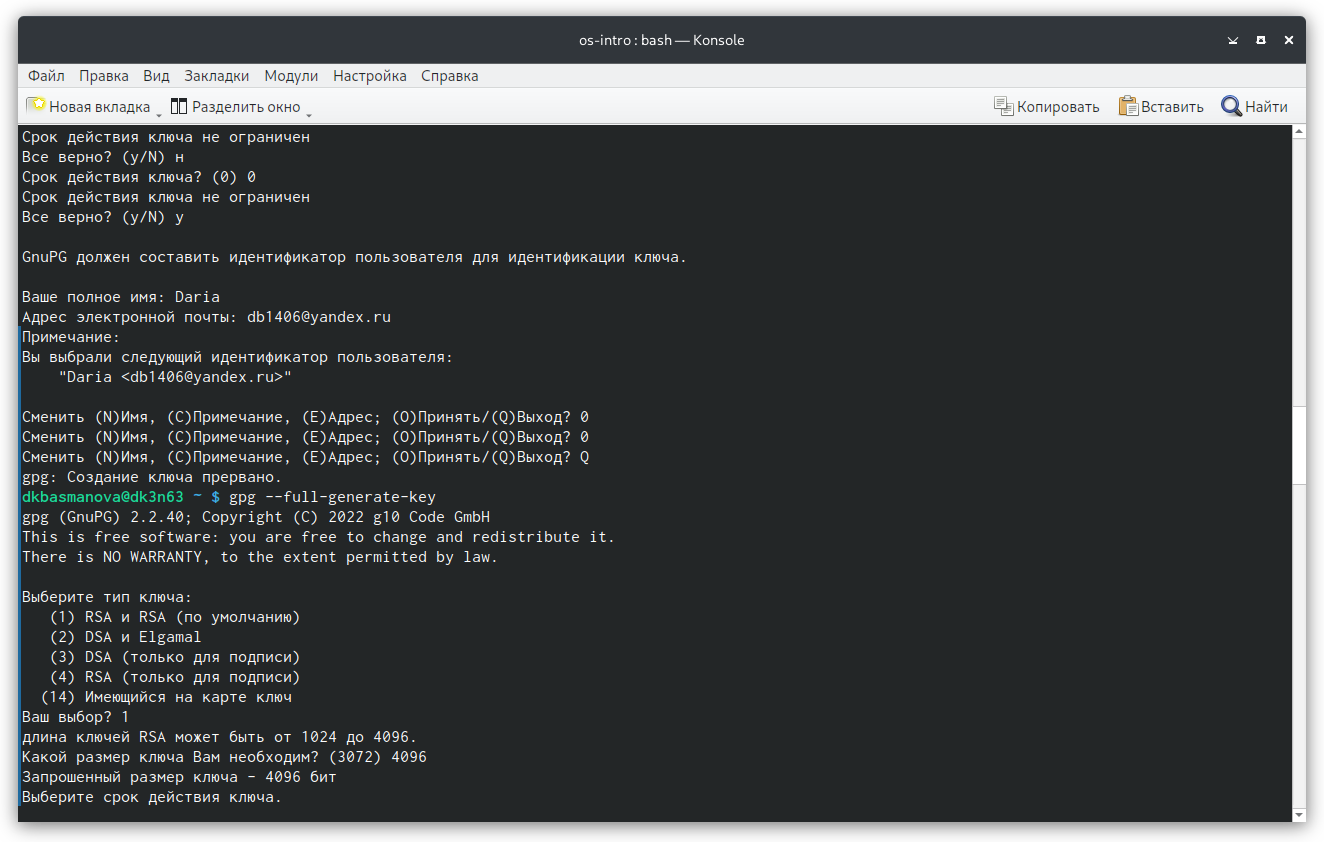 os-intro : bash — Konsole
Файл Правка Вид Закладки Модули Настройка Справка
Новая вкладка Разделить окно Копировать Вставить Найти
Срок действия ключа не ограничен
Все верно? (y/N) н
Срок действия ключа? (0) 0
Срок действия ключа не ограничен
Все верно? (y/N) y
GnuPG должен составить идентификатор пользователя для идентификации ключа.
Ваше полное имя: Daria
Адрес электронной почты: db1406@yandex.ru
Примечание:
Вы выбрали следующий идентификатор пользователя:
"Daria <db1406@yandex.ru>"
Сменить (N)Имя, (C)Примечание, (E)Адрес; (O)Принять/(Q)Выход? 0
Сменить (N)Имя, (C)Примечание, (E)Адрес; (O)Принять/(Q)Выход? 0
Сменить (N)Имя, (C)Примечание, (E)Адрес; (O)Принять/(Q)Выход? Q
gpg: Создание ключа прервано.
dkbasmanova@dk3n63 ~ $ gpg --full-generate-key
gpg (GnuPG) 2.2.40; Copyright (C) 2022 g10 Code GmbH
This is free software: you are free to change and redistribute it.
There is NO WARRANTY, to the extent permitted by law.
Выберите тип ключа:
(1) RSA и RSA (по умолчанию)
(2) DSA и Elgamal
(3) DSA (только для подписи)
(4) RSA (только для подписи)
(14) Имеющийся на карте ключ
Ваш выбор? 1
длина ключей RSA может быть от 1024 до 4096.
Какой размер ключа Вам необходим? (3072) 4096
Запрошенный размер ключа - 4096 бит
Выберите срок действия ключа.